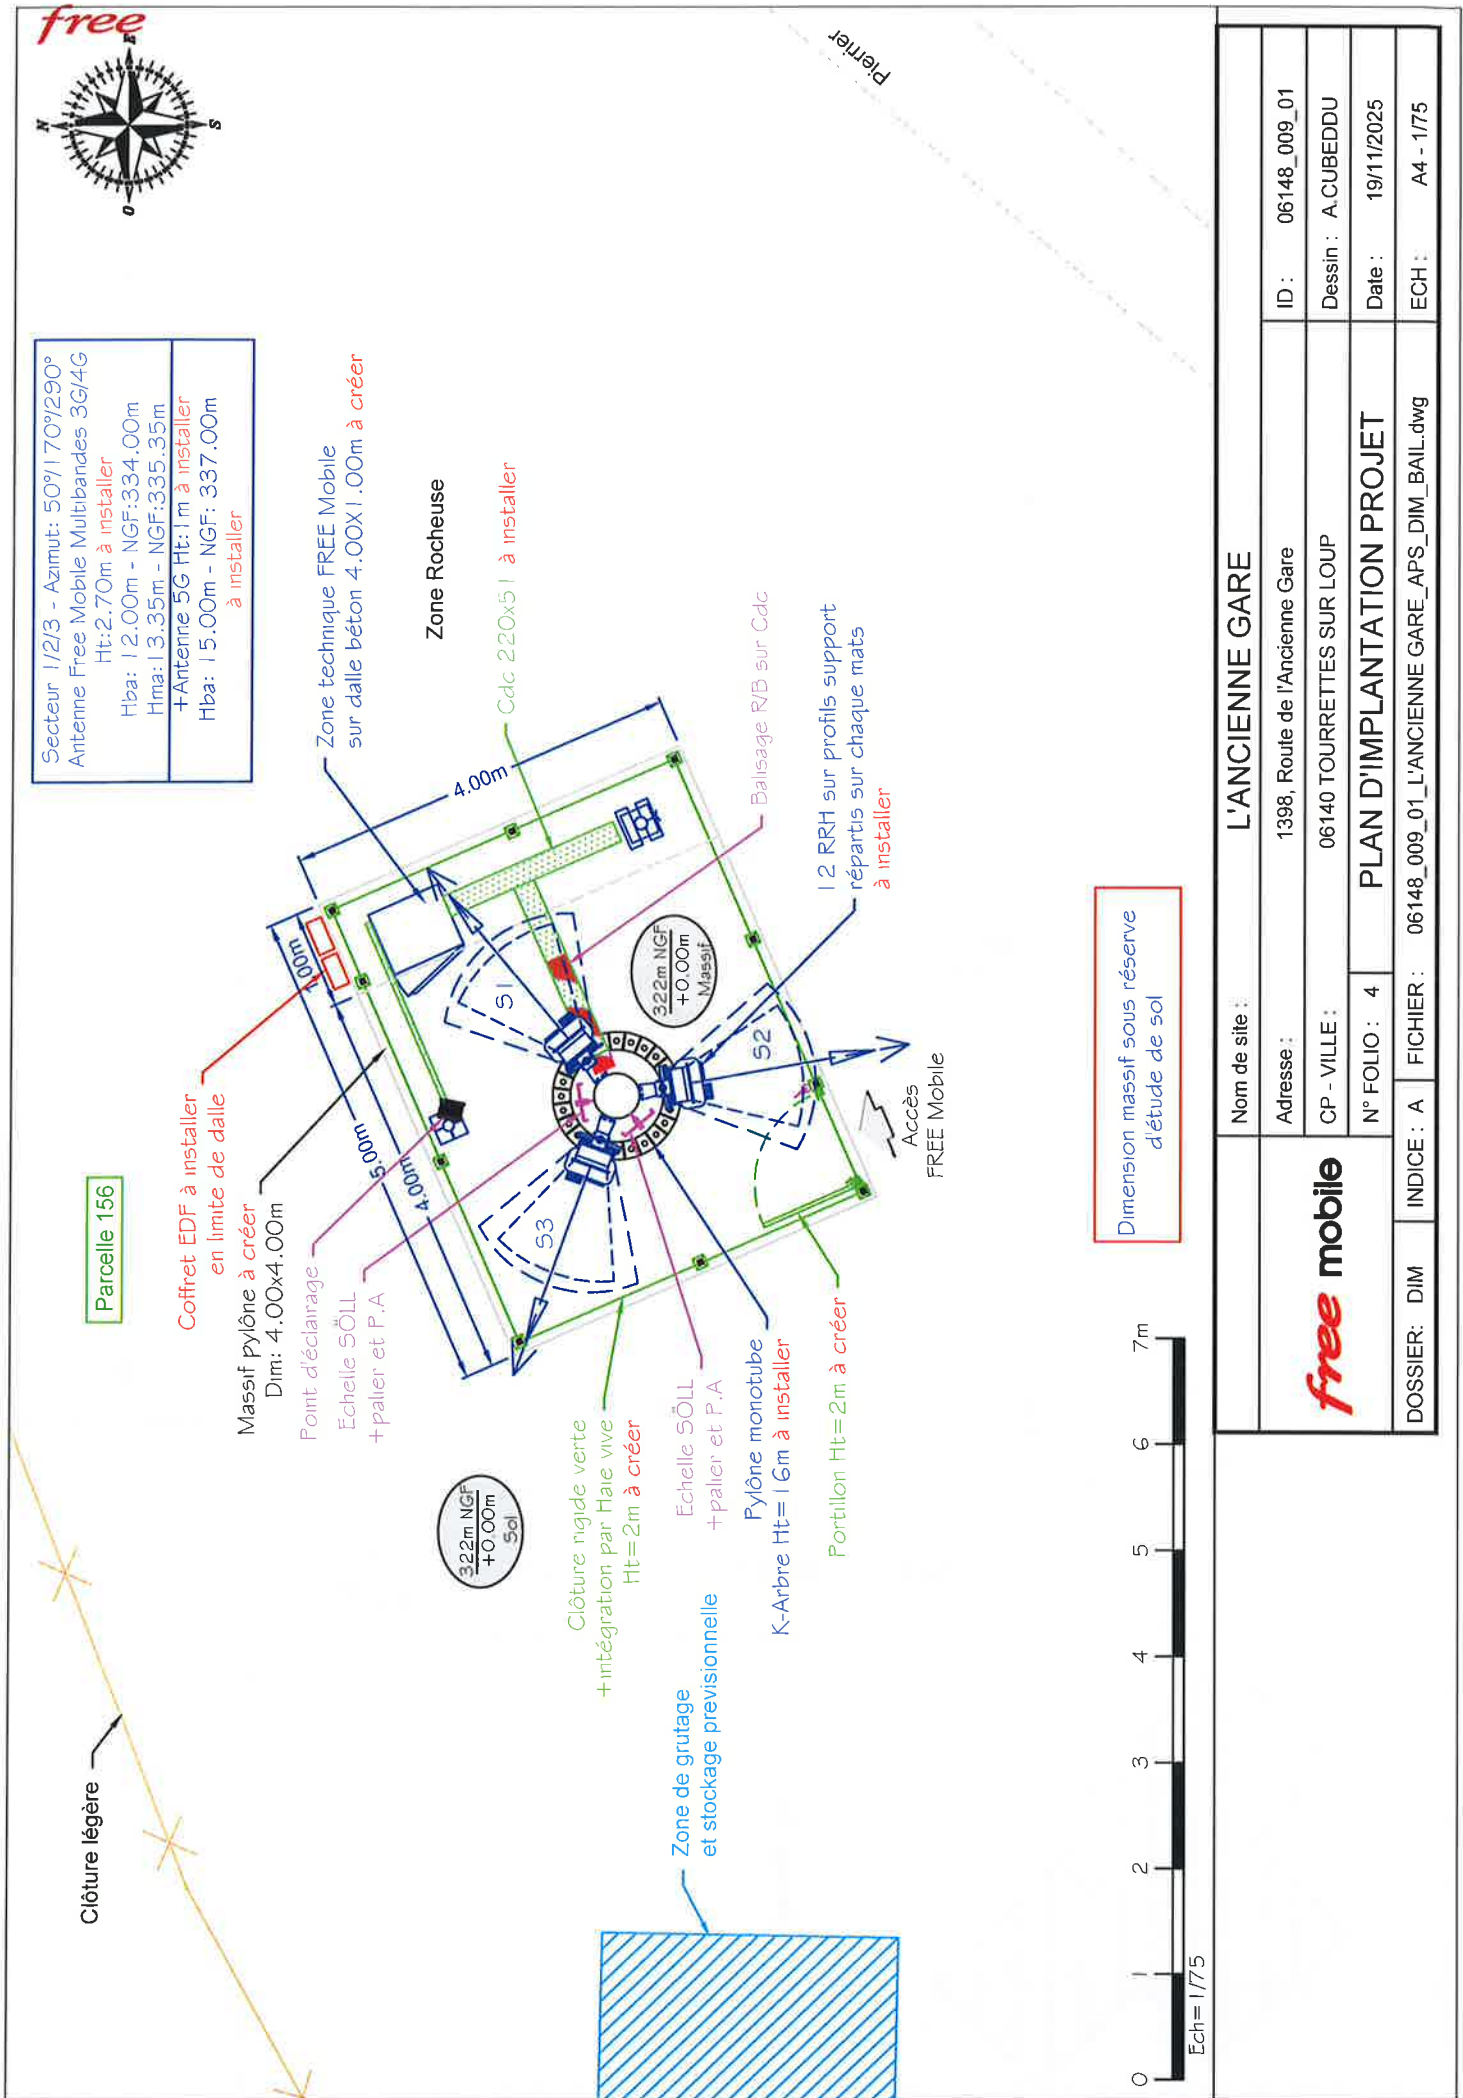 free
N
E
S
O
Secteur 1/2/3 - Azimut: 50°/170°/290°
Antenne Free Mobile Multibandes 3G/4G
Ht:2.70m à installer
Hba: 12.00m - NGF:334.00m
Hma:13.35m - NGF:335.35m
+Antenne 5G Ht:1m à installer
Hba: 15.00m - NGF: 337.00m
à installer
Pierrier
Clôture légère
Parcelle 156
Coffret EDF à installer
en limite de dalle
Massif pylône à créer
Dim: 4.00x4.00m
Point d'éclairage
Echelle SÖLL
+palier et P.A
Zone technique FREE Mobile
sur dalle béton 4.00X1.00m à créer
Zone Rocheuse
Cdc 220x51 à installer
Balisage R/B sur Cdc
12 RRH sur profils support
répartis sur chaque mats
à installer
1.00m
5.00m
4.00m
4.00m
S1
S2
S3
322m NGF
+0.00m
Massif
322m NGF
+0.00m
Sol
Clôture rigide verte
+intégration par Haie vive
Ht=2m à créer
Echelle SÖLL
+palier et P.A
Pylône monotube
K-Arbre Ht=16m à installer
Portillon Ht=2m à créer
Accès
FREE Mobile
Zone de grutage
et stockage previsionnelle
Dimension massif sous réserve
d'étude de sol
0 1 2 3 4 5 6 7m
Ech=1/75
free mobile
Nom de site : L'ANCIENNE GARE
Adresse : 1398, Route de l'Ancienne Gare
ID : 06148_009_01
CP - VILLE : 06140 TOURRETTES SUR LOUP
Dessin : A.CUBEDDU
N° FOLIO : 4
PLAN D'IMPLANTATION PROJET
Date : 19/11/2025
DOSSIER: DIM
INDICE : A
FICHIER : 06148_009_01_L'ANCIENNE GARE_APS_DIM_BAIL.dwg
ECH : A4 - 1/75